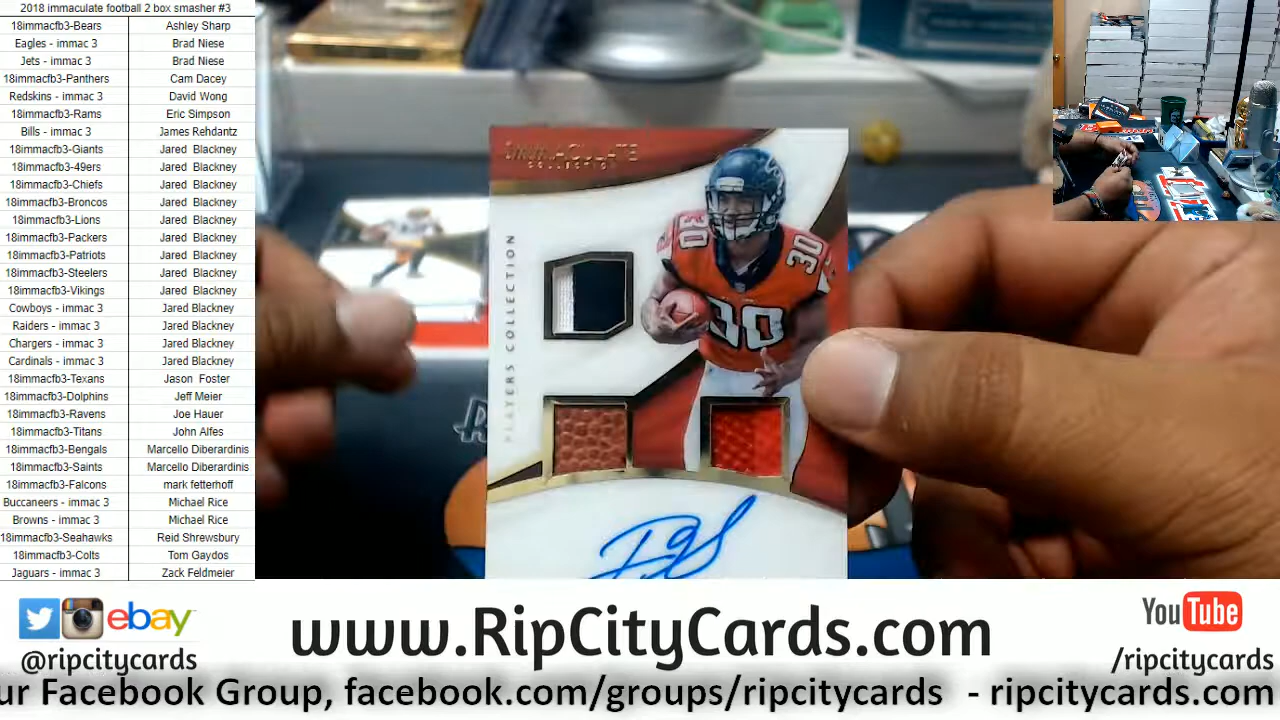 2018 immaculate football 2 box smasher #3
18immacfb3-Bears Ashley Sharp
Eagles - immac 3 Brad Niese
Jets - immac 3 Brad Niese
18immacfb3-Panthers Cam Dacey
Redskins - immac 3 David Wong
18immacfb3-Rams Eric Simpson
Bills - immac 3 James Rehdantz
18immacfb3-Giants Jared Blackney
18immacfb3-49ers Jared Blackney
18immacfb3-Chiefs Jared Blackney
18immacfb3-Broncos Jared Blackney
18immacfb3-Lions Jared Blackney
18immacfb3-Packers Jared Blackney
18immacfb3-Patriots Jared Blackney
18immacfb3-Steelers Jared Blackney
18immacfb3-Vikings Jared Blackney
Cowboys - immac 3 Jared Blackney
Raiders - immac 3 Jared Blackney
Chargers - immac 3 Jared Blackney
Cardinals - immac 3 Jared Blackney
18immacfb3-Texans Jason Foster
18immacfb3-Dolphins Jeff Meier
18immacfb3-Ravens Joe Hauer
18immacfb3-Titans John Alfes
18immacfb3-Bengals Marcello Diberardinis
18immacfb3-Saints Marcello Diberardinis
18immacfb3-Falcons mark fetterhoff
Buccaneers - immac 3 Michael Rice
Browns - immac 3 Michael Rice
18immacfb3-Seahawks Reid Shrewsbury
18immacfb3-Colts Tom Gaydos
Jaguars - immac 3 Zack Feldmeier
IMMACULATE
COLLECTION
PLAYERS COLLECTION
30
30
30
ebay
@ripcitycards
www.RipCityCards.com
YouTube
/ripcitycards
ur Facebook Group, facebook.com/groups/ripcitycards - ripcitycards.com